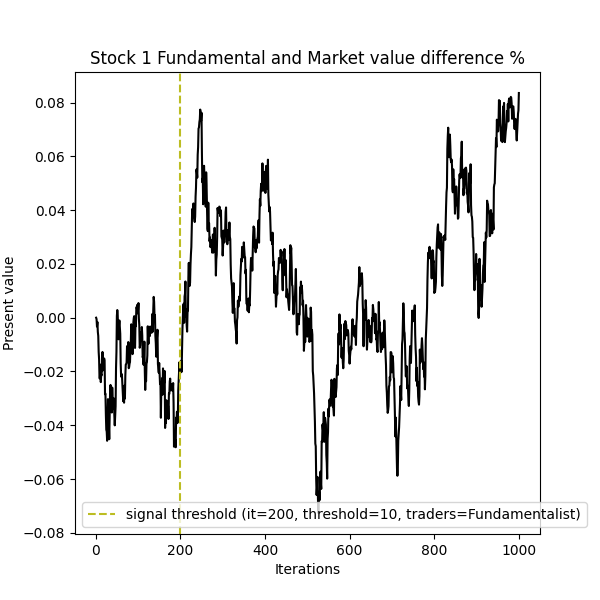 Stock 1 Fundamental and Market value difference %
Present value
0.08
0.06
0.04
0.02
0.00
−0.02
−0.04
−0.06
−0.08
signal threshold (it=200, threshold=10, traders=Fundamentalist)
0 200 400 600 800 1000
Iterations